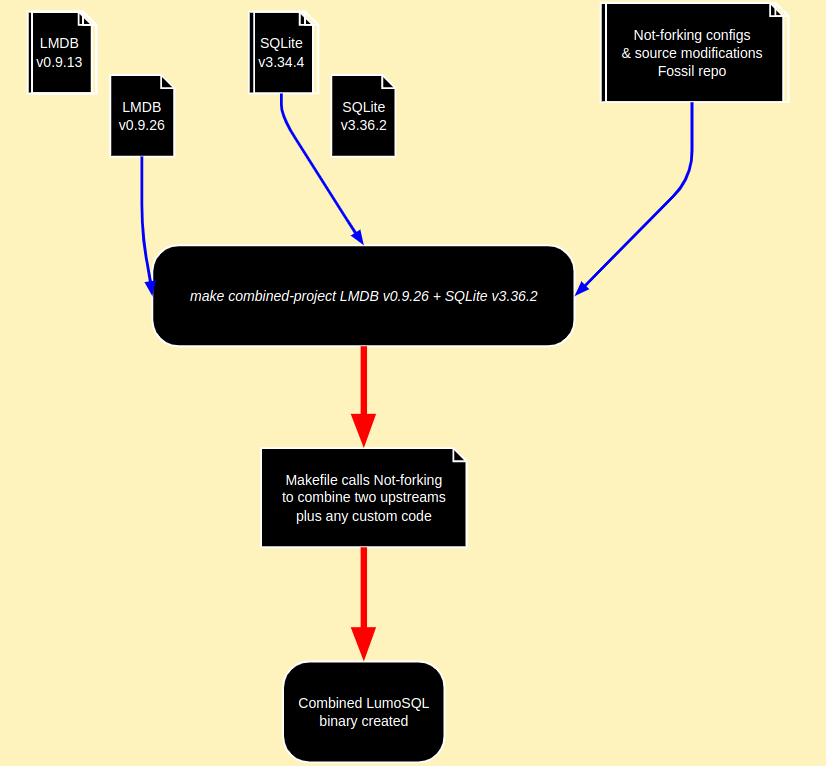 LMDB
v0.9.13
LMDB
v0.9.26
SQLite
v3.34.4
SQLite
v3.36.2
Not-forking configs
& source modifications
Fossil repo
make combined-project LMDB v0.9.26 + SQLite v3.36.2
Makefile calls Not-forking
to combine two upstreams
plus any custom code
Combined LumoSQL
binary created